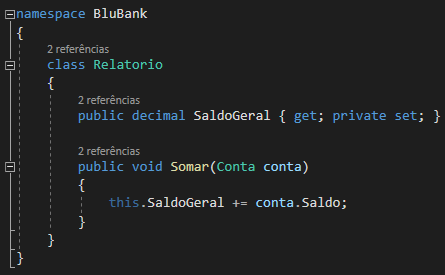 namespace BluBank
{
2 referências
class Relatorio
{
2 referências
public decimal SaldoGeral { get; private set; }
2 referências
public void Somar(Conta conta)
{
this.SaldoGeral += conta.Saldo;
}
}
}